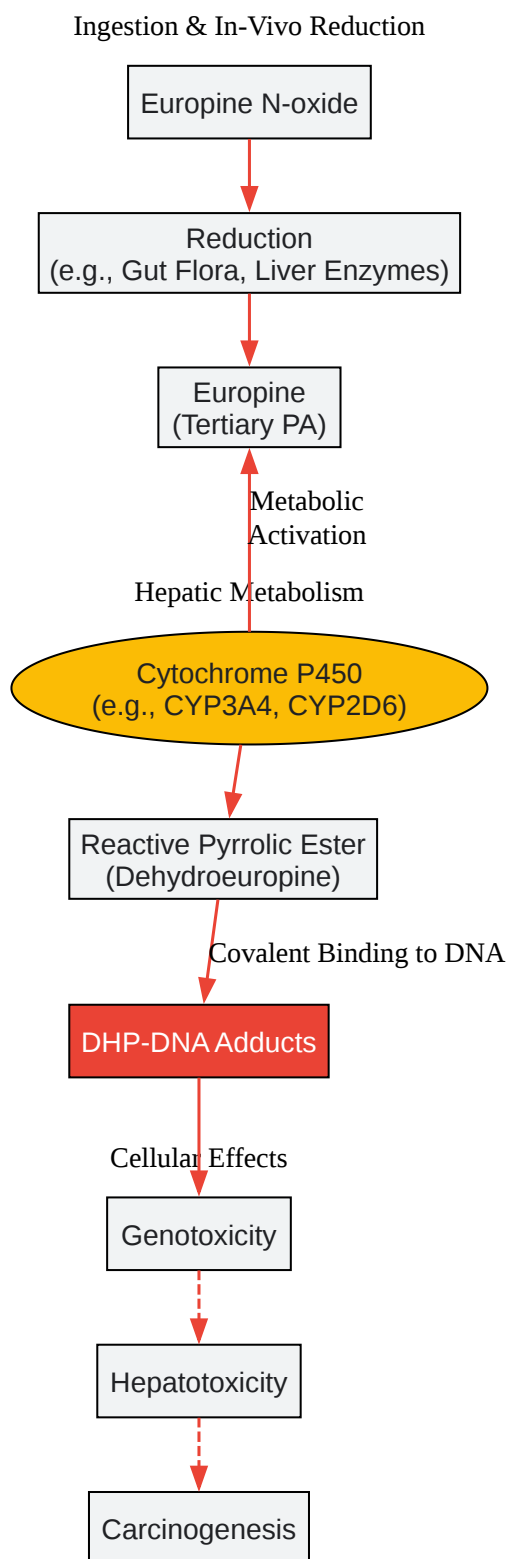 Ingestion & In-Vivo Reduction
Europine N-oxide
Reduction
(e.g., Gut Flora, Liver Enzymes)
Europine
(Tertiary PA)
Metabolic
Activation
Hepatic Metabolism
Cytochrome P450
(e.g., CYP3A4, CYP2D6)
Reactive Pyrrolic Ester
(Dehydroeuropine)
Covalent Binding to DNA
DHP-DNA Adducts
Cellular Effects
Genotoxicity
Hepatotoxicity
Carcinogenesis